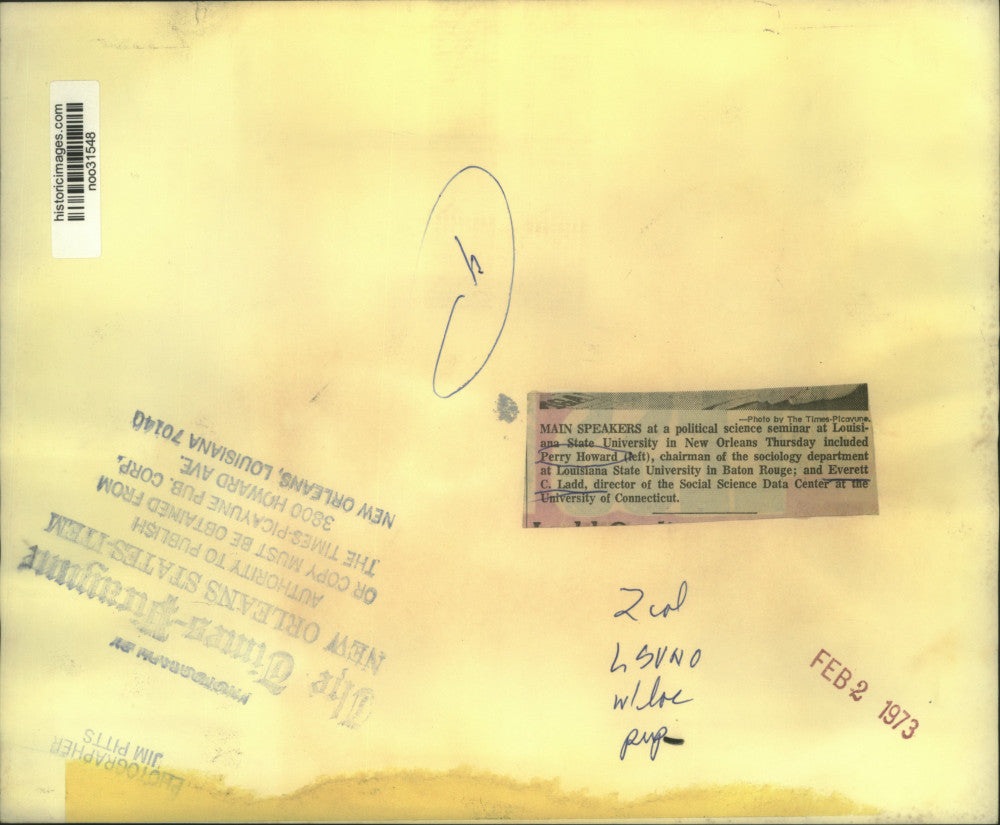 historicimages.com
noo31548
—Photo by The Times-Picayune.
MAIN SPEAKERS at a political science seminar at Louisi-
ana State University in New Orleans Thursday included
Perry Howard (left), chairman of the sociology department
at Louisiana State University in Baton Rouge; and Everett
C. Ladd, director of the Social Science Data Center at the
University of Connecticut.
2 col
LSUNO
FEB 2 1973
PHOTOGRAPH BY
The Times-Picayune
NEW ORLEANS STATES-ITEM
AUTHORITY TO PUBLISH
OR COPY MUST BE OBTAINED FROM
THE TIMES-PICAYUNE PUB. CORP.
3800 HOWARD AVE.
NEW ORLEANS, LOUISIANA 70140
PHOTOGRAPHER
JIM PITTS